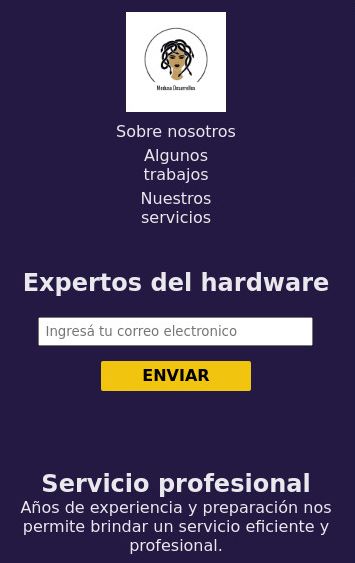 Medusa Desarrollos
Sobre nosotros
Algunos
trabajos
Nuestros
servicios
Expertos del hardware
Ingresá tu correo electronico
ENVIAR
Servicio profesional
Años de experiencia y preparación nos
permite brindar un servicio eficiente y
profesional.